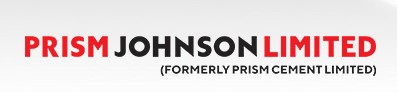 PRISM JOHNSON LIMITED
(FORMERLY PRISM CEMENT LIMITED)